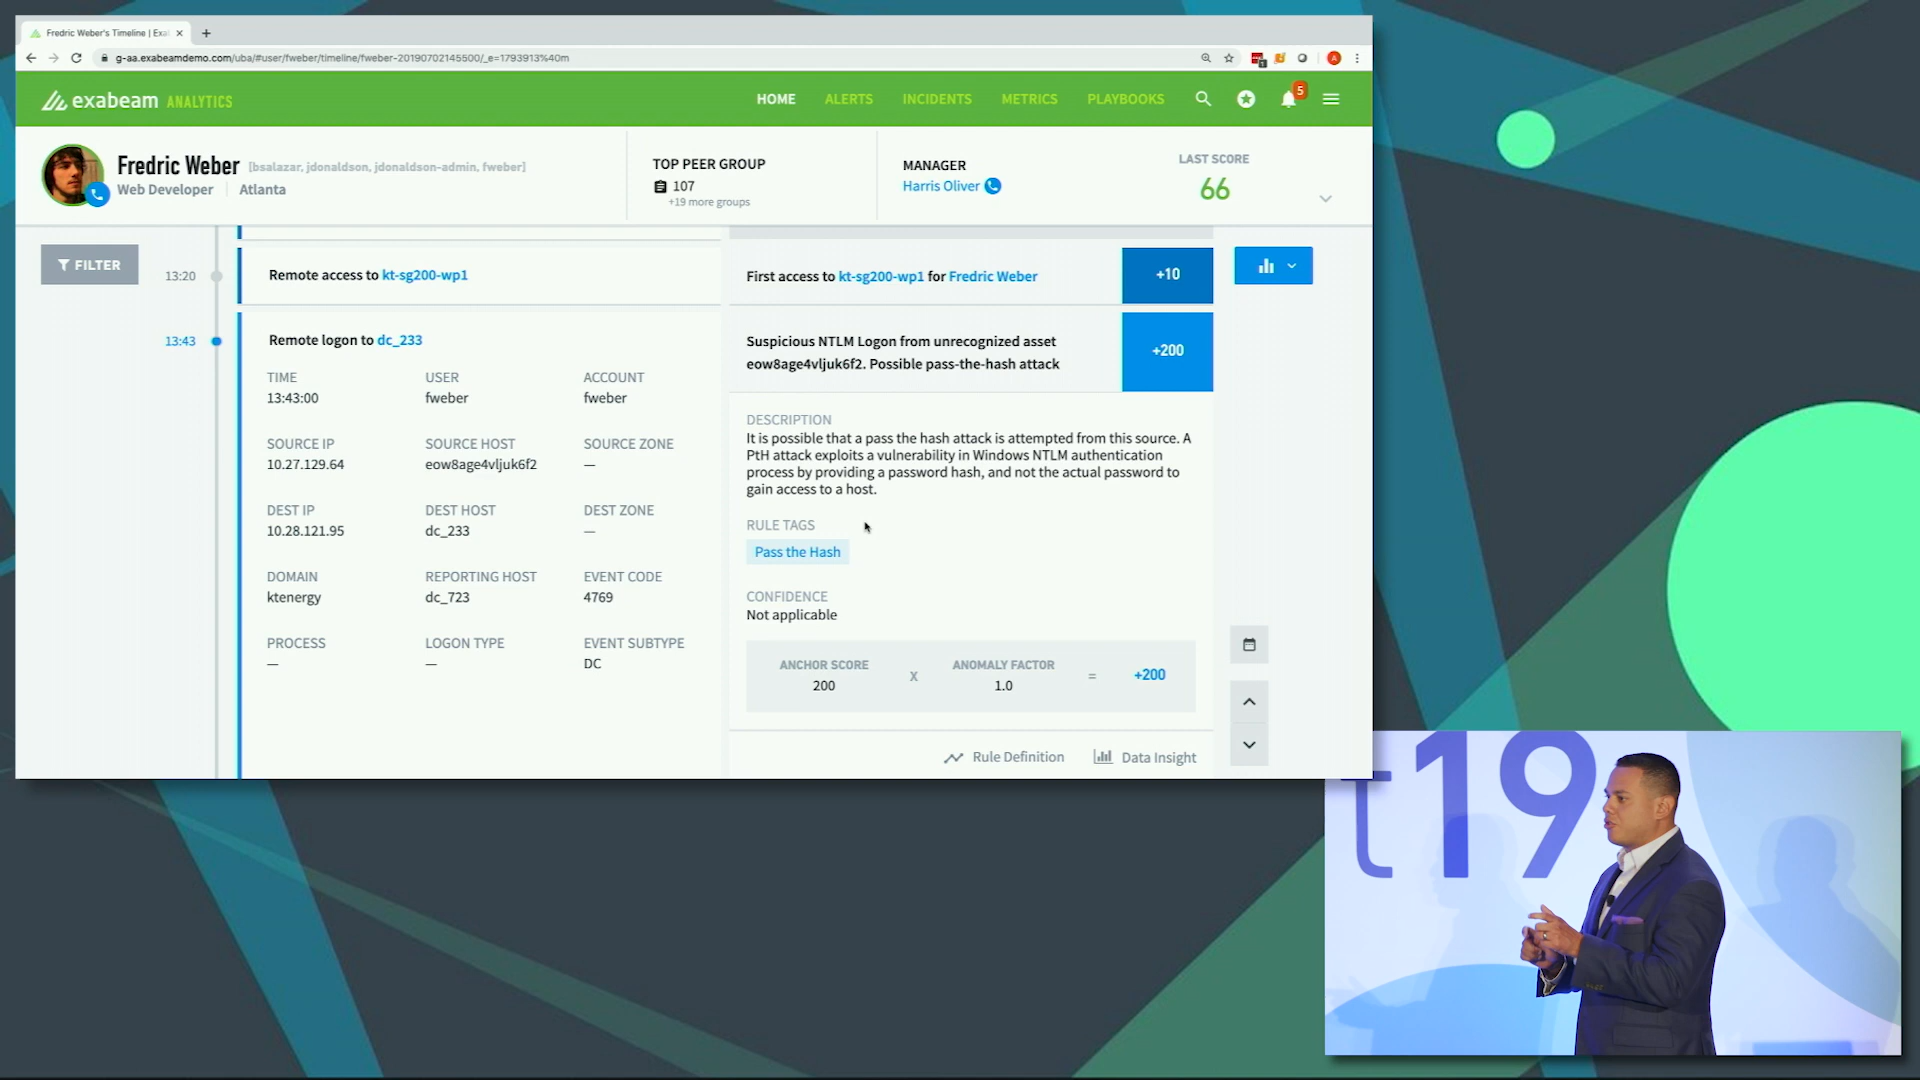 Fredric Weber's Timeline | Exa
g-aa.exabeamdemo.com/uba/#user/fweber/timeline/fweber-20190702145500/_e=1793913%40m
exabeam ANALYTICS
HOME ALERTS INCIDENTS METRICS PLAYBOOKS 5
Fredric Weber [bsalazar, jdonaldson, jdonaldson-admin, fweber]
Web Developer Atlanta
TOP PEER GROUP
107
+19 more groups
MANAGER
Harris Oliver
LAST SCORE
66
FILTER
13:20 Remote access to kt-sg200-wp1
First access to kt-sg200-wp1 for Fredric Weber +10
13:43 Remote logon to dc_233
TIME USER ACCOUNT
13:43:00 fweber fweber
SOURCE IP SOURCE HOST SOURCE ZONE
10.27.129.64 eow8age4vljuk6f2 —
DEST IP DEST HOST DEST ZONE
10.28.121.95 dc_233 —
DOMAIN REPORTING HOST EVENT CODE
ktenergy dc_723 4769
PROCESS LOGON TYPE EVENT SUBTYPE
— — DC
Suspicious NTLM Logon from unrecognized asset
eow8age4vljuk6f2. Possible pass-the-hash attack
+200
DESCRIPTION
It is possible that a pass the hash attack is attempted from this source. A
PtH attack exploits a vulnerability in Windows NTLM authentication
process by providing a password hash, and not the actual password to
gain access to a host.
RULE TAGS
Pass the Hash
CONFIDENCE
Not applicable
ANCHOR SCORE ANOMALY FACTOR
200 X 1.0 = +200
Rule Definition Data Insight
t19